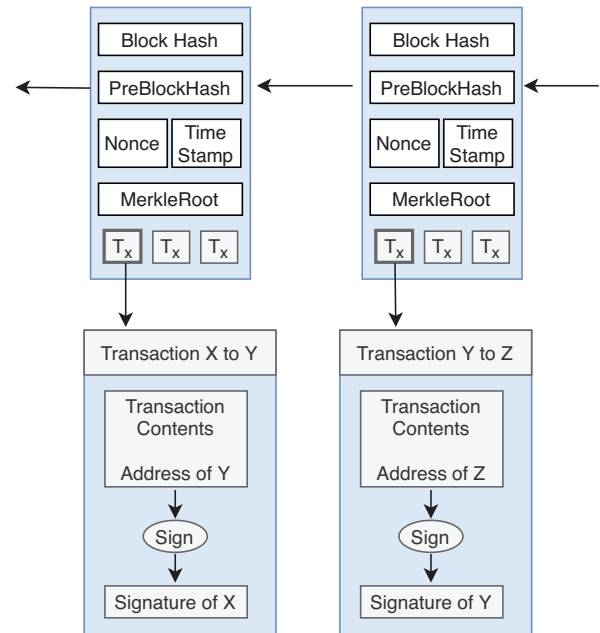 Block Hash
PreBlockHash
Nonce
Time
Stamp
MerkleRoot
Tx
Tx
Tx
Transaction X to Y
Transaction
Contents
Address of Y
Sign
Signature of X
Block Hash
PreBlockHash
Nonce
Time
Stamp
MerkleRoot
Tx
Tx
Tx
Transaction Y to Z
Transaction
Contents
Address of Z
Sign
Signature of Y